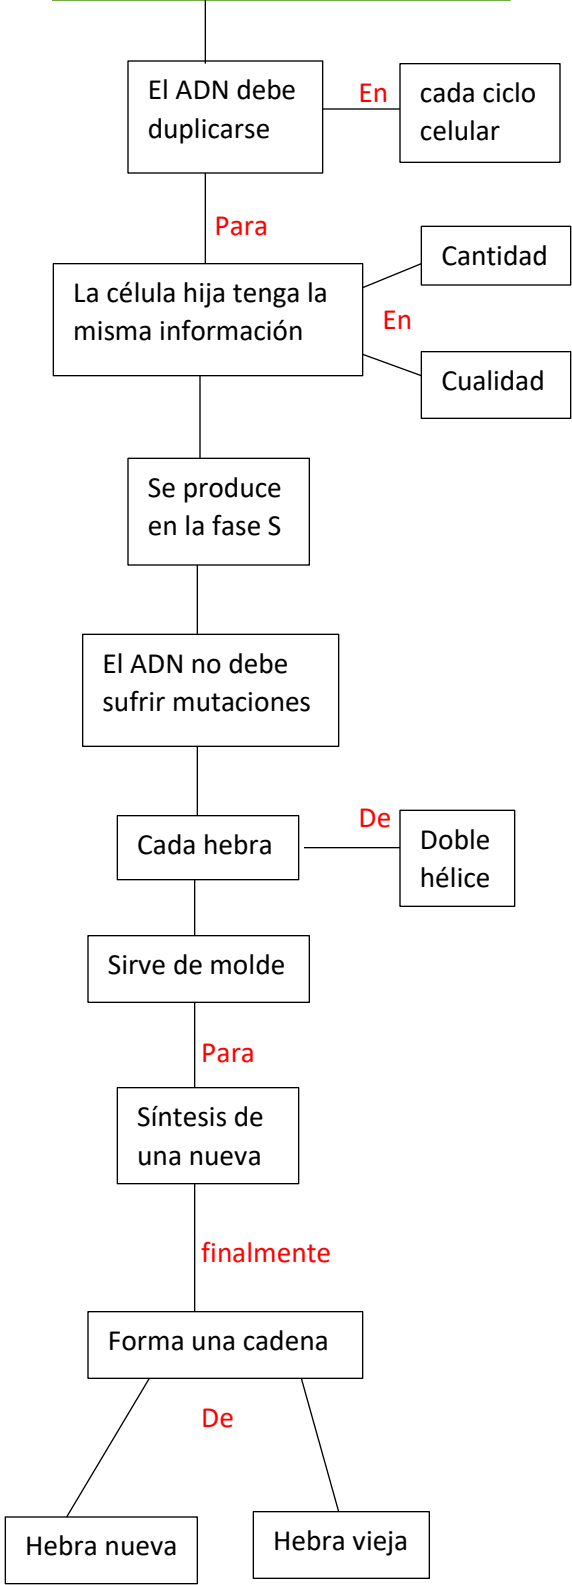 El ADN debe
duplicarse
En
cada ciclo
celular
Para
La célula hija tenga la
misma información
En
Cantidad
Cualidad
Se produce
en la fase S
El ADN no debe
sufrir mutaciones
Cada hebra
De
Doble
hélice
Sirve de molde
Para
Síntesis de
una nueva
finalmente
Forma una cadena
De
Hebra nueva
Hebra vieja